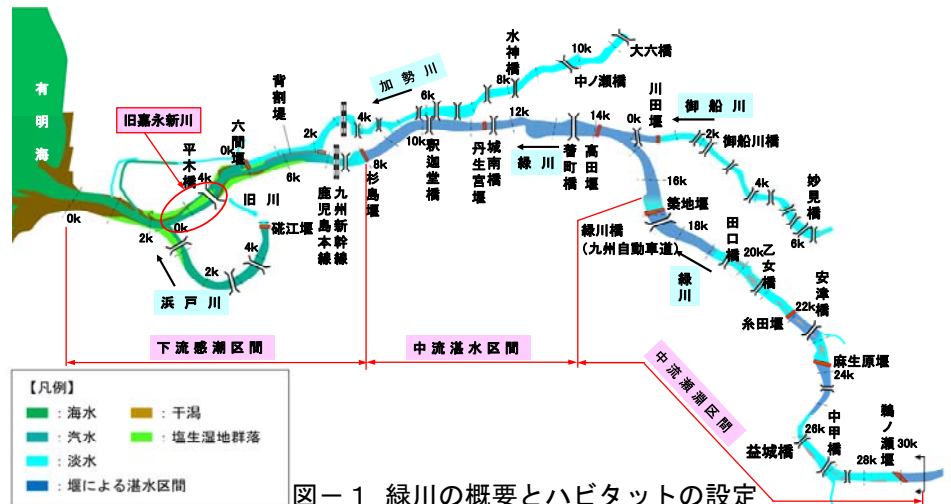 有明海
旧嘉永新川
平木橋
六間堰
背割堤
加勢川
水神橋
中ノ瀬橋
大六橋
川田堰
御船川
御船川橋
妙見橋
0k
2k
4k
6k
8k
10k
12k
14k
16k
18k
20k
22k
24k
26k
28k
30k
0k
2k
4k
6k
8k
10k
0k
2k
4k
6k
0k
2k
4k
旧川
硴江堰
浜戸川
鹿児島本線
九州新幹線
杉島堰
釈迦堂橋
丹生宮堰
城南橋
緑川
著町橋
高田堰
築地堰
緑川橋
(九州自動車道)
緑川
田口橋
乙女橋
糸田堰
安津橋
麻生原堰
益城橋
中甲橋
鵜ノ瀬堰
下流感潮区間
中流湛水区間
中流瀬淵区間
【凡例】
:海水
:干潟
:汽水
:塩生湿地群落
:淡水
:堰による湛水区間
図－1 緑川の概要とハビタットの設定